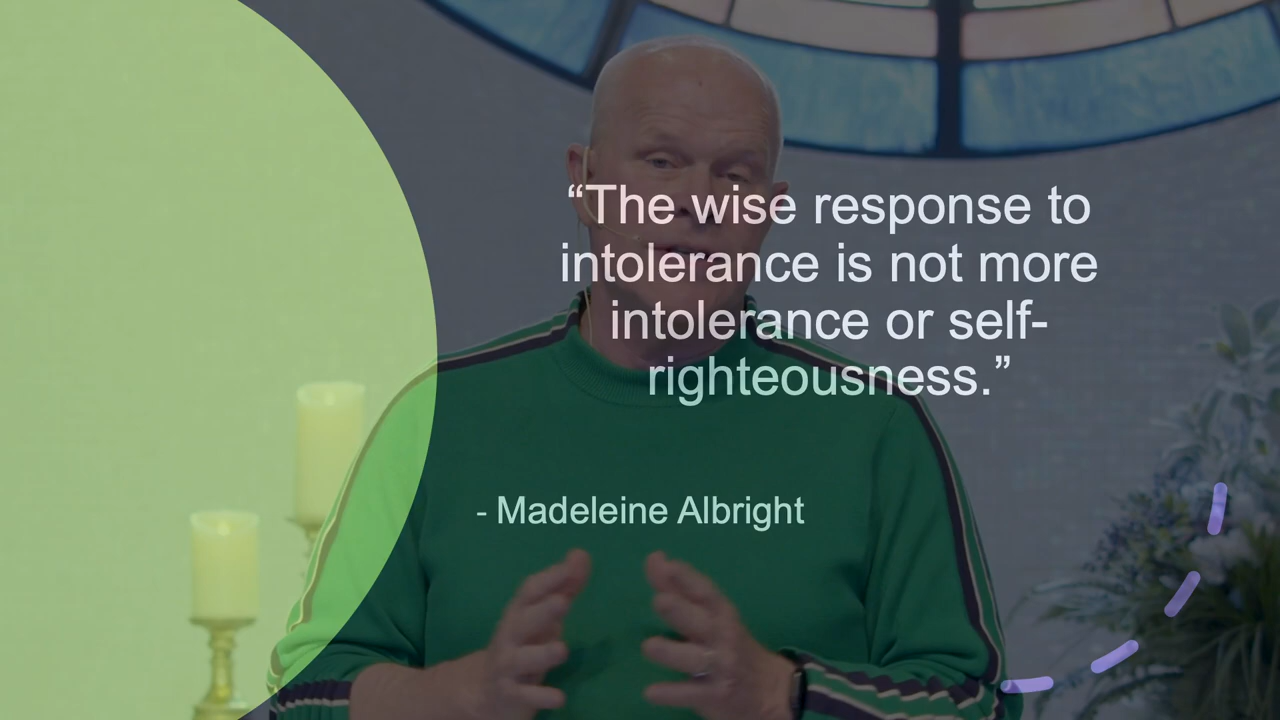 “The wise response to
intolerance is not more
intolerance or self-
righteousness.”
- Madeleine Albright